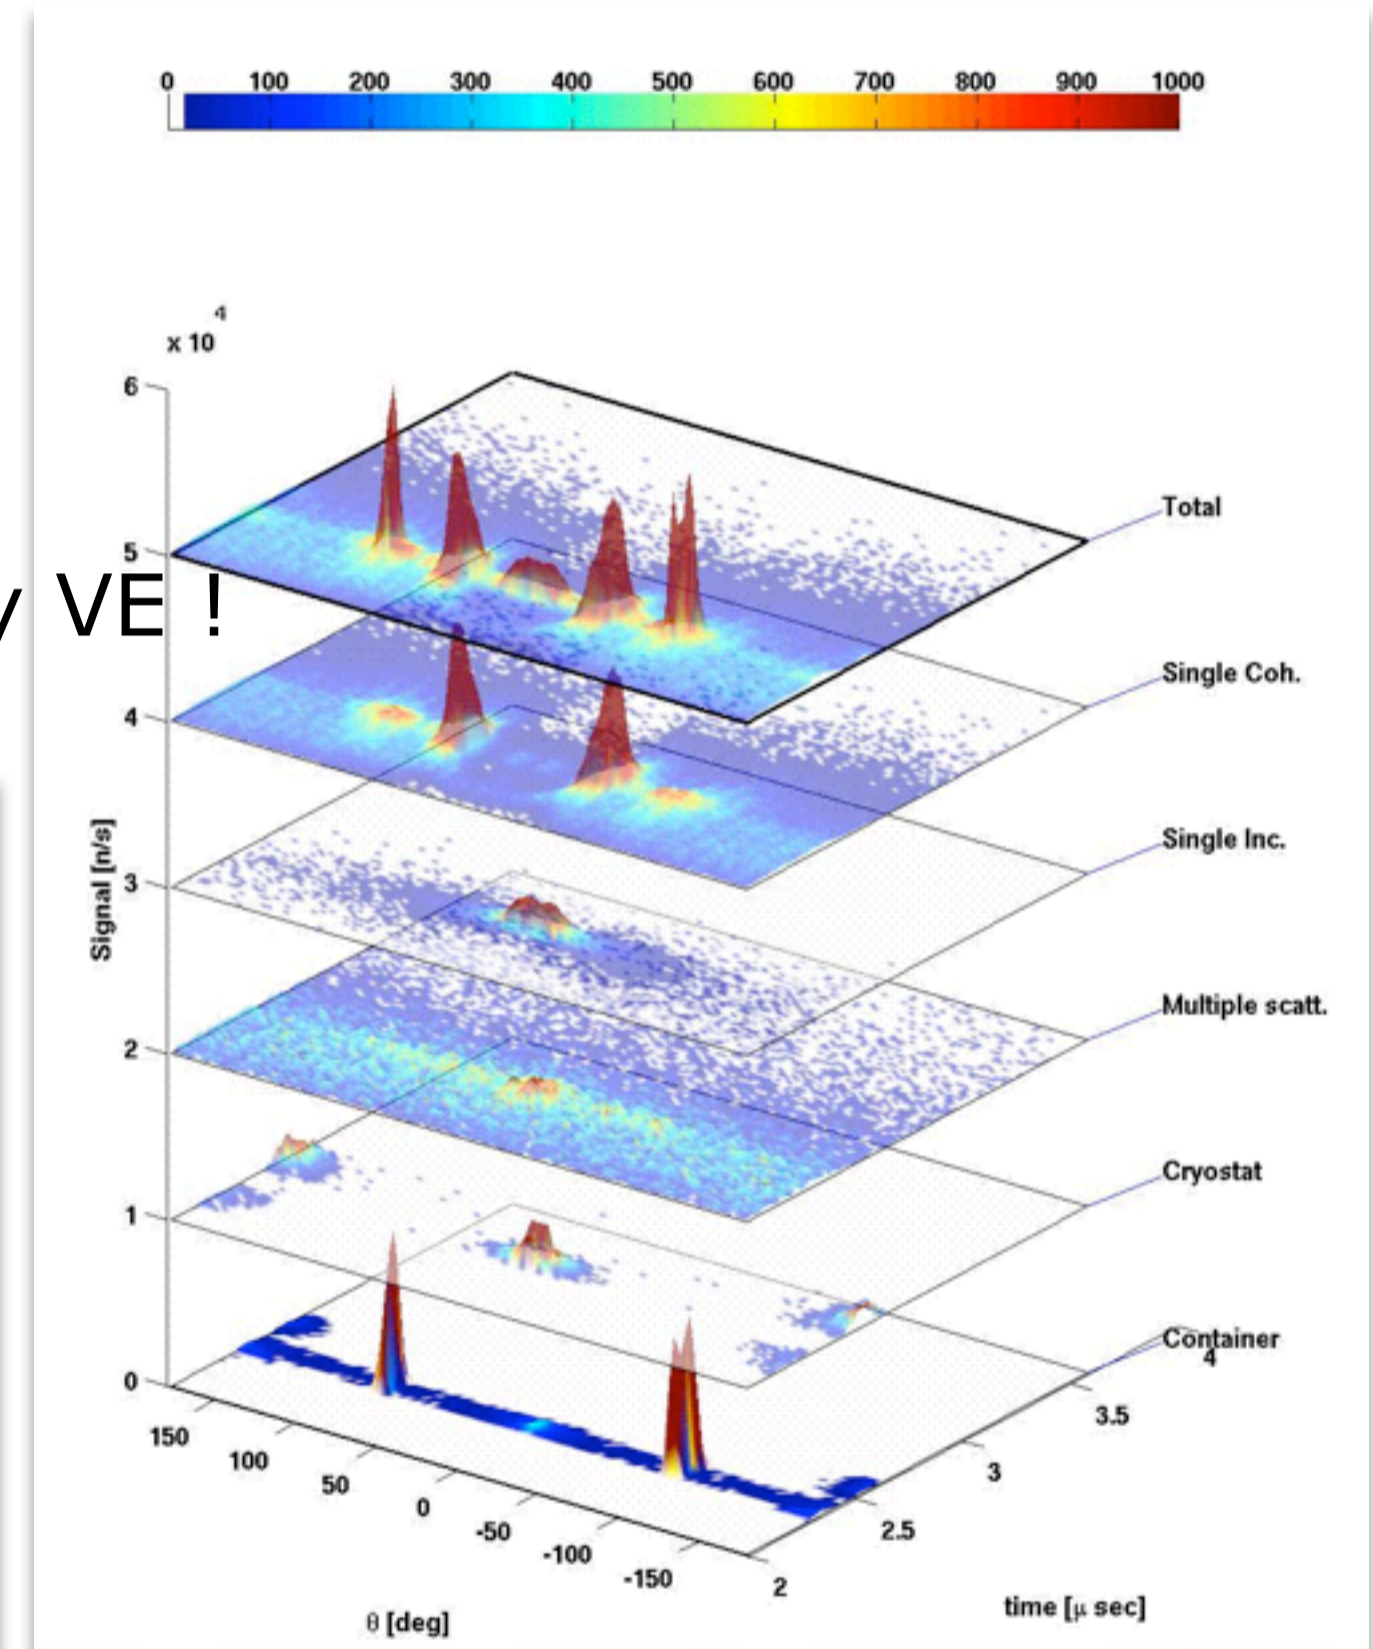 0 100 200 300 400 500 600 700 800 900 1000
4
x 10
6
Total
5
y VE !
Single Coh.
4
Single Inc.
Signal [n/s]
3
Multiple scatt.
2
Cryostat
1
Container
4
0
3.5
150
100
3
50
0
2.5
-50
-100
-150
2
time [μ sec]
θ [deg]